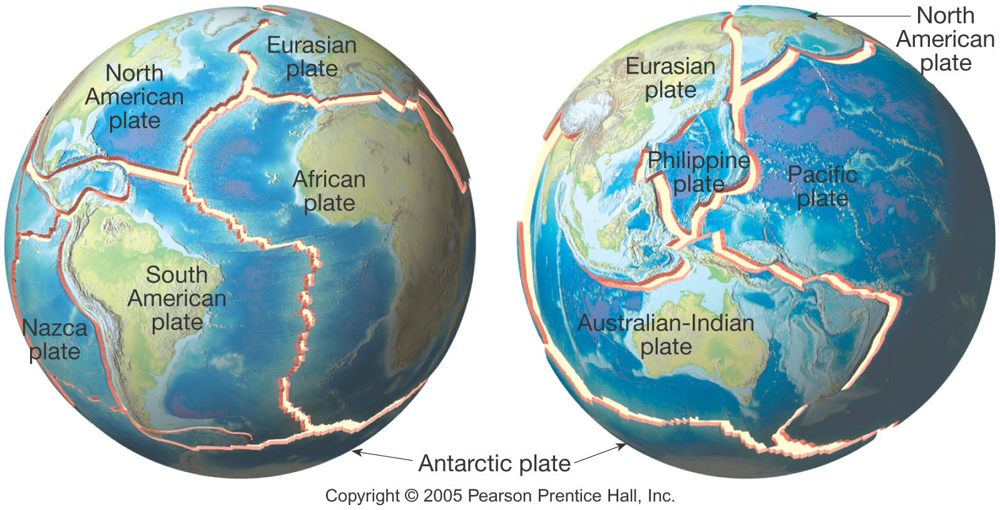 Eurasian
plate
North
American
plate
African
plate
South
American
plate
Nazca
plate
North
American
plate
Eurasian
plate
Philippine
plate
Pacific
plate
Australian-Indian
plate
Antarctic plate
Copyright © 2005 Pearson Prentice Hall, Inc.